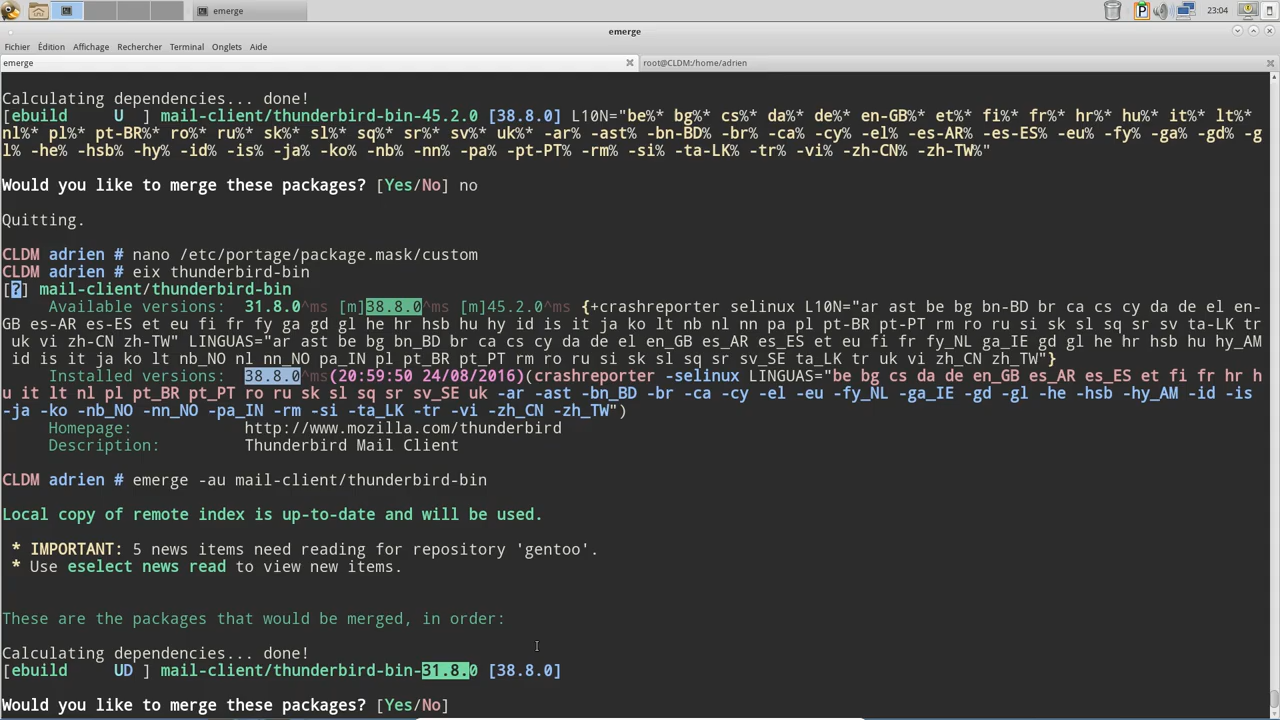 emerge
23:04
emerge
Fichier Édition Affichage Rechercher Terminal Onglets Aide
emerge root@CLDM:/home/adrien
Calculating dependencies... done!
[ebuild     U  ] mail-client/thunderbird-bin-45.2.0 [38.8.0] L10N="be%* bg%* cs%* da%* de%* en-GB%* et%* fi%* fr%* hr%* hu%* it%* lt%*
nl%* pl%* pt-BR%* ro%* ru%* sk%* sl%* sq%* sr%* sv%* uk%* -ar% -ast% -bn-BD% -br% -ca% -cy% -el% -es-AR% -es-ES% -eu% -fy% -ga% -gd% -g
l% -he% -hsb% -hy% -id% -is% -ja% -ko% -nb% -nn% -pa% -pt-PT% -rm% -si% -ta-LK% -tr% -vi% -zh-CN% -zh-TW%"
Would you like to merge these packages? [Yes/No] no
Quitting.
CLDM adrien # nano /etc/portage/package.mask/custom
CLDM adrien # eix thunderbird-bin
[?] mail-client/thunderbird-bin
Available versions:  31.8.0^ms [m]38.8.0^ms [m]45.2.0^ms {+crashreporter selinux L10N="ar ast be bg bn-BD br ca cs cy da de el en-
GB es-AR es-ES et eu fi fr fy ga gd gl he hr hsb hu hy id is it ja ko lt nb nl nn pa pl pt-BR pt-PT rm ro ru si sk sl sq sr sv ta-LK tr
uk vi zh-CN zh-TW" LINGUAS="ar ast be bg bn_BD br ca cs cy da de el en_GB es_AR es_ES et eu fi fr fy_NL ga_IE gd gl he hr hsb hu hy_AM
id is it ja ko lt nb_NO nl nn_NO pa_IN pl pt_BR pt_PT rm ro ru si sk sl sq sr sv_SE ta_LK tr uk vi zh_CN zh_TW"}
Installed versions:  38.8.0^ms(20:59:50 24/08/2016)(crashreporter -selinux LINGUAS="be bg cs da de en_GB es_AR es_ES et fi fr hr h
u it lt nl pl pt_BR pt_PT ro ru sk sl sq sr sv_SE uk -ar -ast -bn_BD -br -ca -cy -el -eu -fy_NL -ga_IE -gd -gl -he -hsb -hy_AM -id -is
-ja -ko -nb_NO -nn_NO -pa_IN -rm -si -ta_LK -tr -vi -zh_CN -zh_TW")
Homepage:            http://www.mozilla.com/thunderbird
Description:         Thunderbird Mail Client
CLDM adrien # emerge -au mail-client/thunderbird-bin
Local copy of remote index is up-to-date and will be used.
* IMPORTANT: 5 news items need reading for repository 'gentoo'.
* Use eselect news read to view new items.
These are the packages that would be merged, in order:
Calculating dependencies... done!
[ebuild     UD ] mail-client/thunderbird-bin-31.8.0 [38.8.0]
Would you like to merge these packages? [Yes/No]